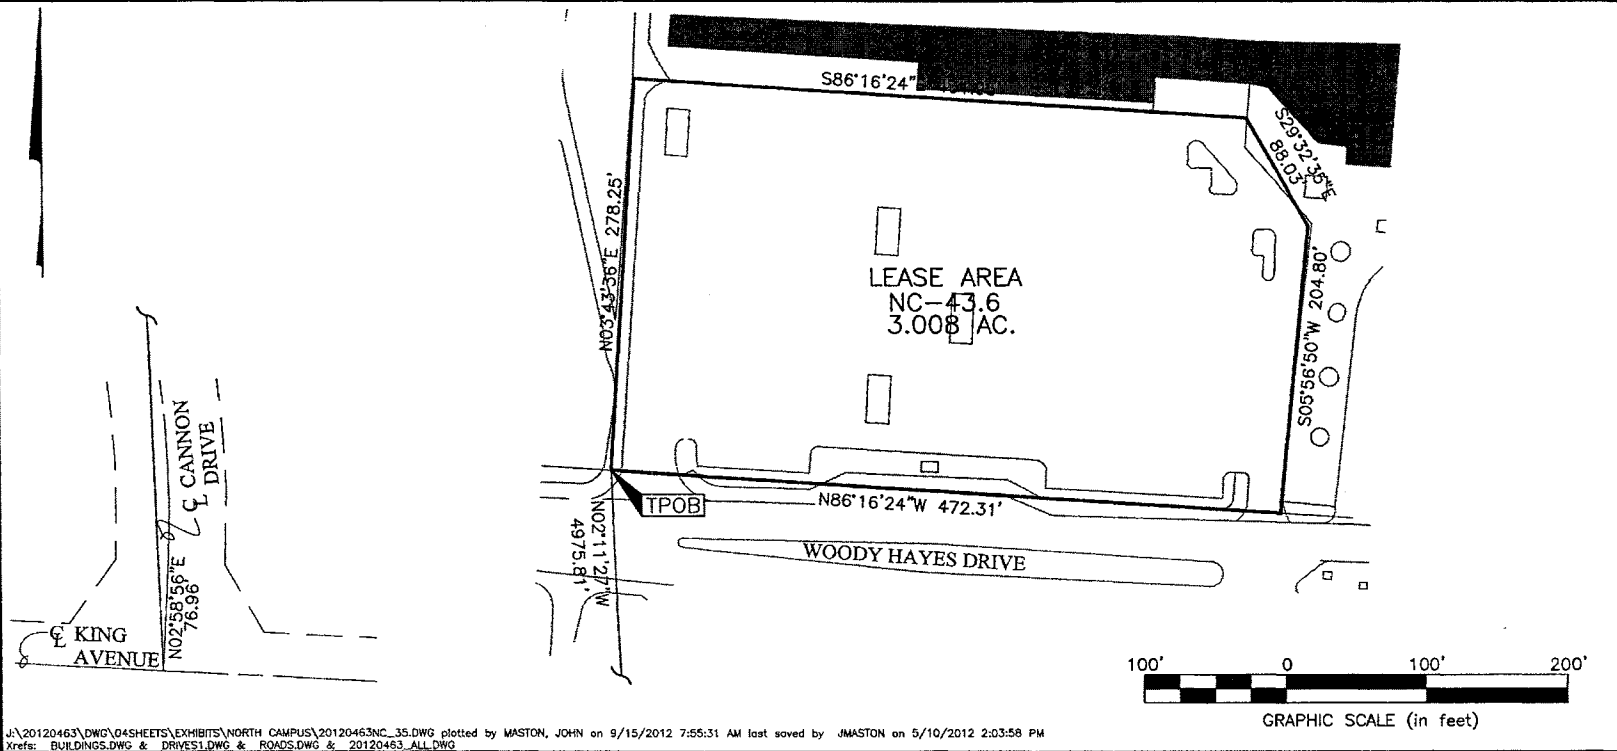 S86°16'24"
S29°32'35"E
88.03'
N03°43'36"E 278.25'
LEASE AREA
NC-43.6
3.008 AC.
S05°56'50"W 204.80'
℄ CANNON
DRIVE
TPOB
N86°16'24"W 472.31'
N02°11'27"W
4975.81'
WOODY HAYES DRIVE
N02°58'56"E
76.96'
℄ KING
AVENUE
100' 0 100' 200'
GRAPHIC SCALE (in feet)
J:\20120463\DWG\04SHEETS\EXHIBITS\NORTH CAMPUS\20120463NC_35.DWG plotted by MASTON, JOHN on 9/15/2012 7:55:31 AM last saved by JMASTON on 5/10/2012 2:03:58 PM
Xrefs: BUILDINGS.DWG & DRIVES1.DWG & ROADS.DWG & 20120463_ALL.DWG